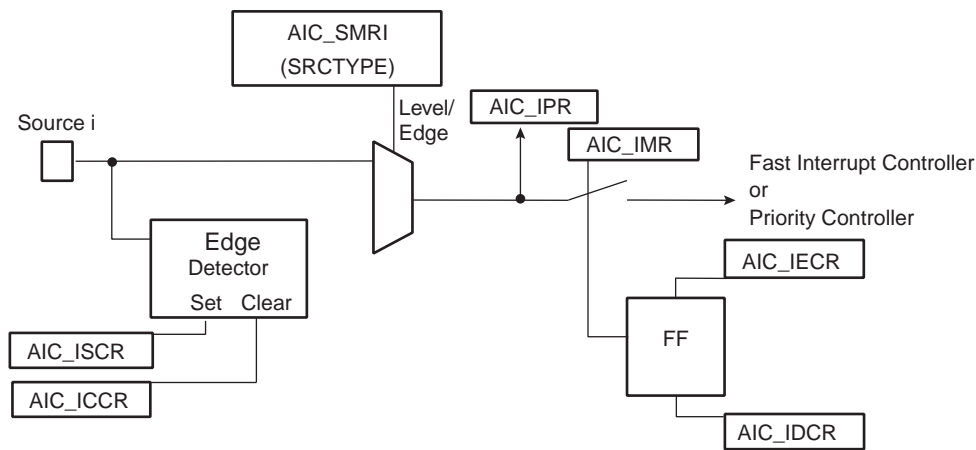 AIC_SMRI
(SRCTYPE)
Level/
Edge
AIC_IPR
Source i
AIC_IMR
Fast Interrupt Controller
or
Priority Controller
Edge
Detector
Set Clear
AIC_IECR
FF
AIC_ISCR
AIC_ICCR
AIC_IDCR